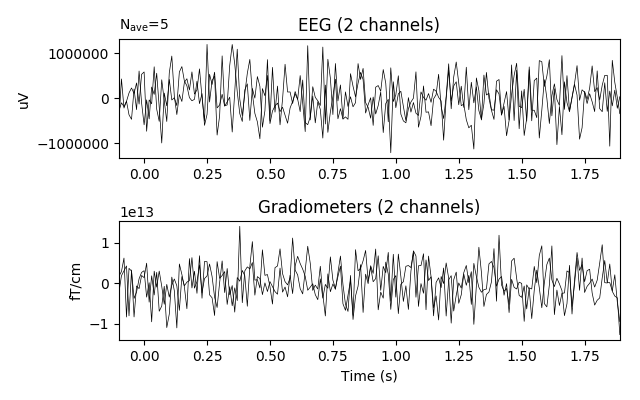 N_ave=5
EEG (2 channels)
1000000
0
−1000000
uV
0.00 0.25 0.50 0.75 1.00 1.25 1.50 1.75
1e13
Gradiometers (2 channels)
1
0
−1
fT/cm
0.00 0.25 0.50 0.75 1.00 1.25 1.50 1.75
Time (s)